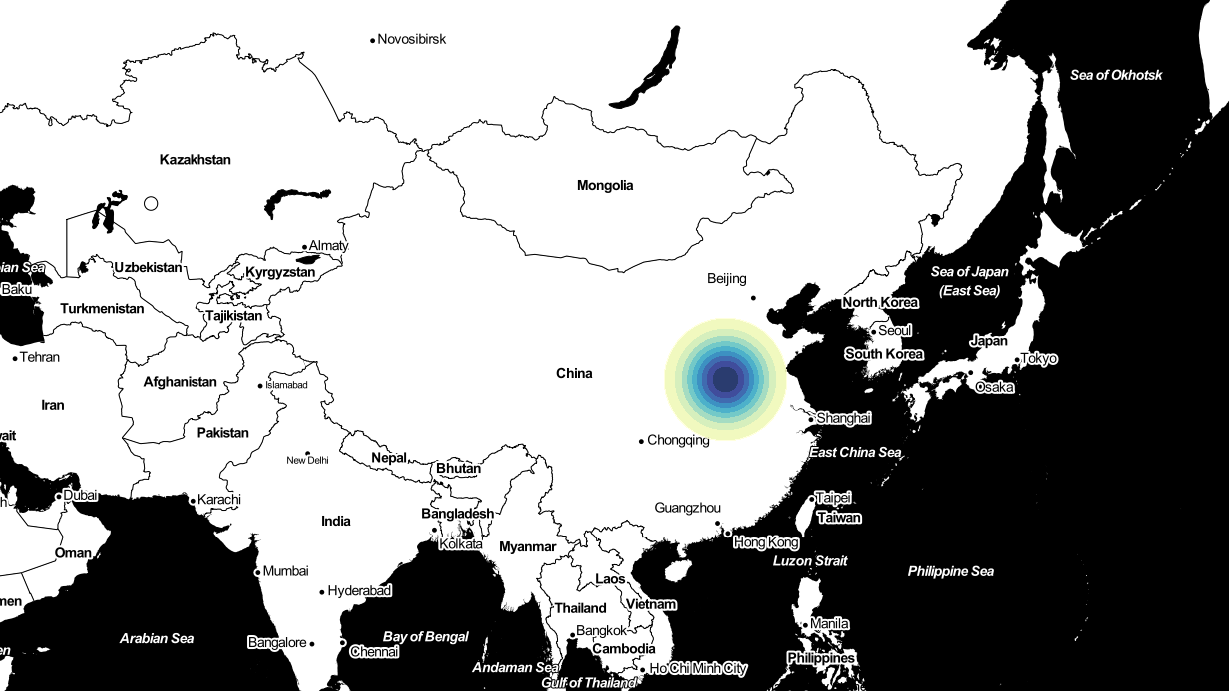 Novosibirsk
Sea of Okhotsk
Kazakhstan
Mongolia
Almaty
Uzbekistan
Kyrgyzstan
ian Sea
Baku
Beijing
Sea of Japan
(East Sea)
Turkmenistan
Tajikistan
North Korea
Seoul
South Korea
Japan
Tokyo
Tehran
Afghanistan
Islamabad
China
Osaka
Iran
Pakistan
Shanghai
ait
Chongqing
Nepal
New Delhi
Bhutan
East China Sea
Dubai
Karachi
h
Taipei
Taiwan
Guangzhou
India
Bangladesh
Kolkata
Hong Kong
Oman
Myanmar
Luzon Strait
Philippine Sea
Mumbai
Laos
Hyderabad
men
Thailand
Vietnam
Manila
Arabian Sea
Bay of Bengal
Bangkok
Bangalore
Chennai
Cambodia
en
Philippines
Andaman Sea
Ho Chi Minh City
Gulf of Thailand